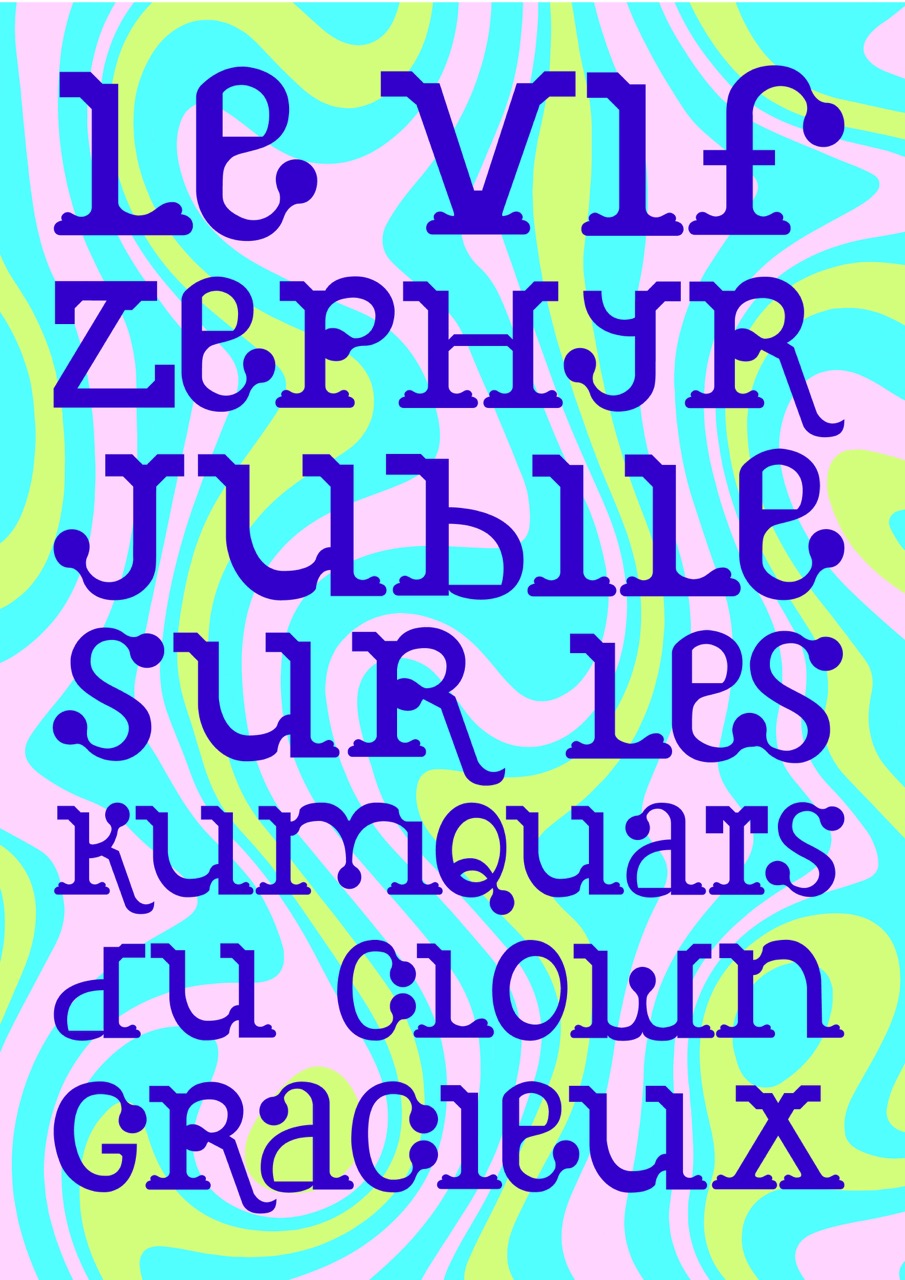 le vif
zephyr
jubile
sur les
kumquats
du clown
gracieux